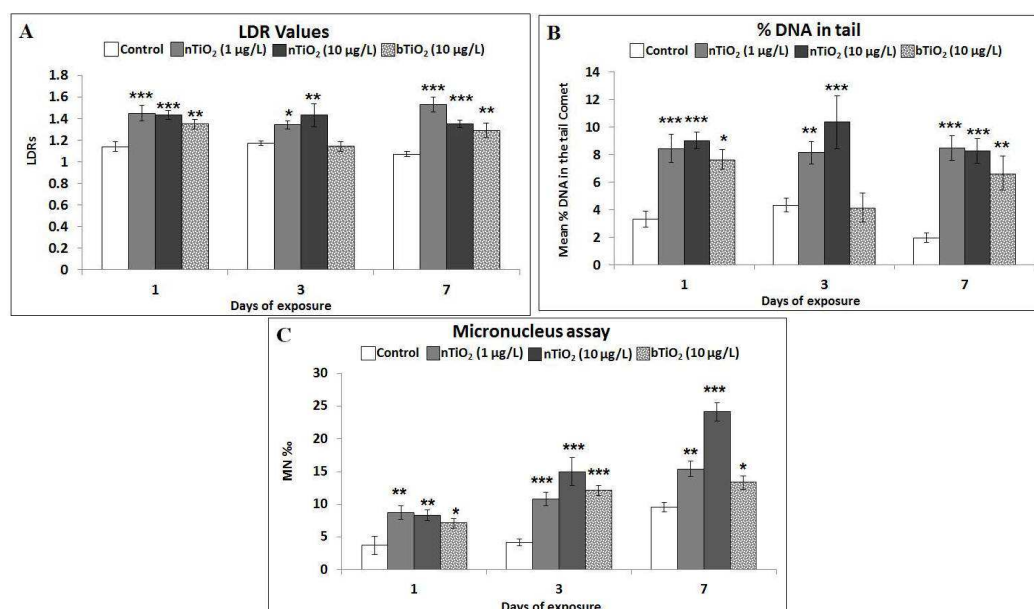 A
LDR Values
Control nTiO₂ (1 µg/L) nTiO₂ (10 µg/L) bTiO₂ (10 µg/L)
LDRs
1.8
1.6
1.4
1.2
1
0.8
0.6
0.4
0.2
0
*** *** **
* **
*** *** **
1 3 7
Days of exposure
B
% DNA in tail
Control nTiO₂ (1 µg/L) nTiO₂ (10 µg/L) bTiO₂ (10 µg/L)
Mean % DNA in the tail Comet
14
12
10
8
6
4
2
0
*** *** *
** ***
*** *** **
1 3 7
Days of exposure
C
Micronucleus assay
Control nTiO₂ (1 µg/L) nTiO₂ (10 µg/L) bTiO₂ (10 µg/L)
MN ‰
30
25
20
15
10
5
0
** ** *
*** *** ***
** *** *
1 3 7
Days of exposure